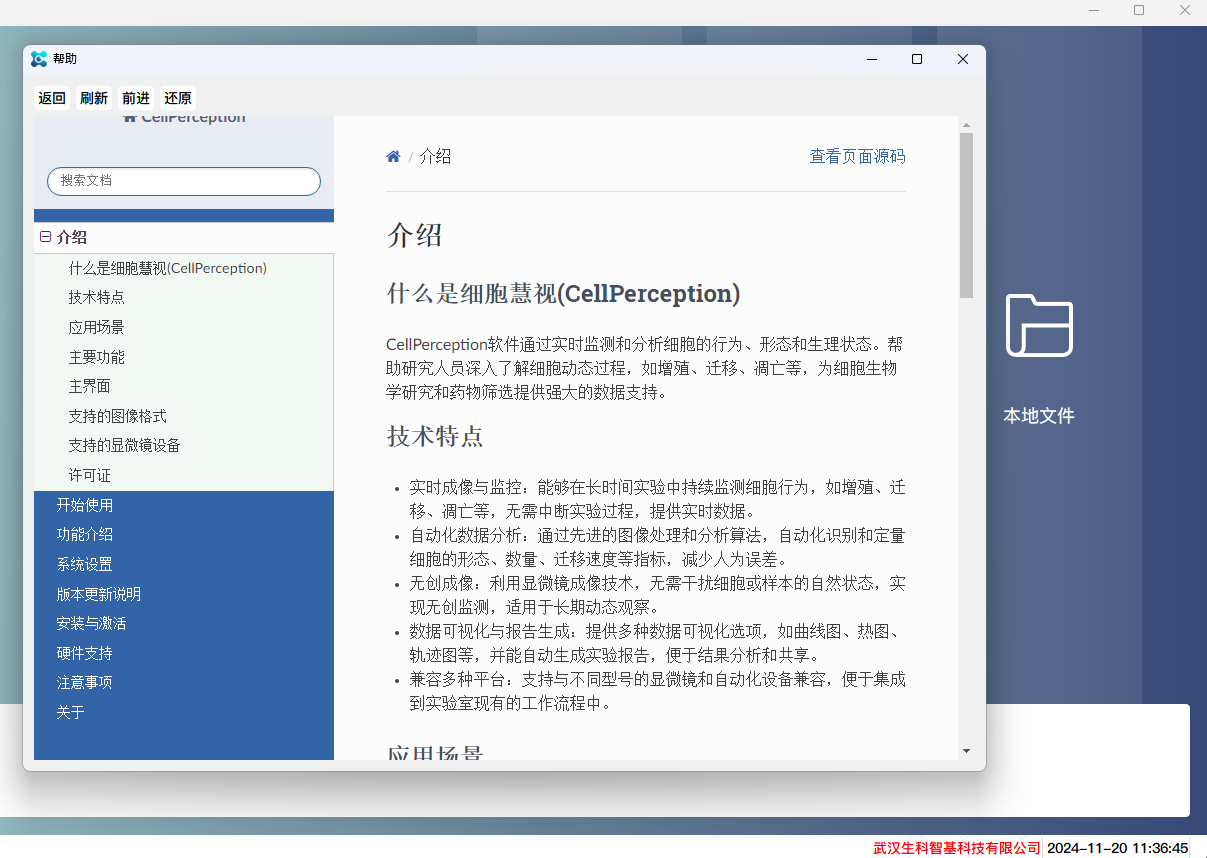 帮助
返回 刷新 前进 还原
CellPerception
搜索文档
介绍
什么是细胞慧视(CellPerception)
技术特点
应用场景
主要功能
主界面
支持的图像格式
支持的显微镜设备
许可证
开始使用
功能介绍
系统设置
版本更新说明
安装与激活
硬件支持
注意事项
关于
/ 介绍
查看页面源码
介绍
什么是细胞慧视(CellPerception)
CellPerception软件通过实时监测和分析细胞的行为、形态和生理状态。帮
助研究人员深入了解细胞动态过程，如增殖、迁移、凋亡等，为细胞生物
学研究和药物筛选提供强大的数据支持。
技术特点
• 实时成像与监控：能够在长时间实验中持续监测细胞行为，如增殖、迁
移、凋亡等，无需中断实验过程，提供实时数据。
• 自动化数据分析：通过先进的图像处理和分析算法，自动化识别和定量
细胞的形态、数量、迁移速度等指标，减少人为误差。
• 无创成像：利用显微镜成像技术，无需干扰细胞或样本的自然状态，实
现无创监测，适用于长期动态观察。
• 数据可视化与报告生成：提供多种数据可视化选项，如曲线图、热图、
轨迹图等，并能自动生成实验报告，便于结果分析和共享。
• 兼容多种平台：支持与不同型号的显微镜和自动化设备兼容，便于集成
到实验室现有的工作流程中。
应用场景
本地文件
武汉生科智基科技有限公司 2024-11-20 11:36:45